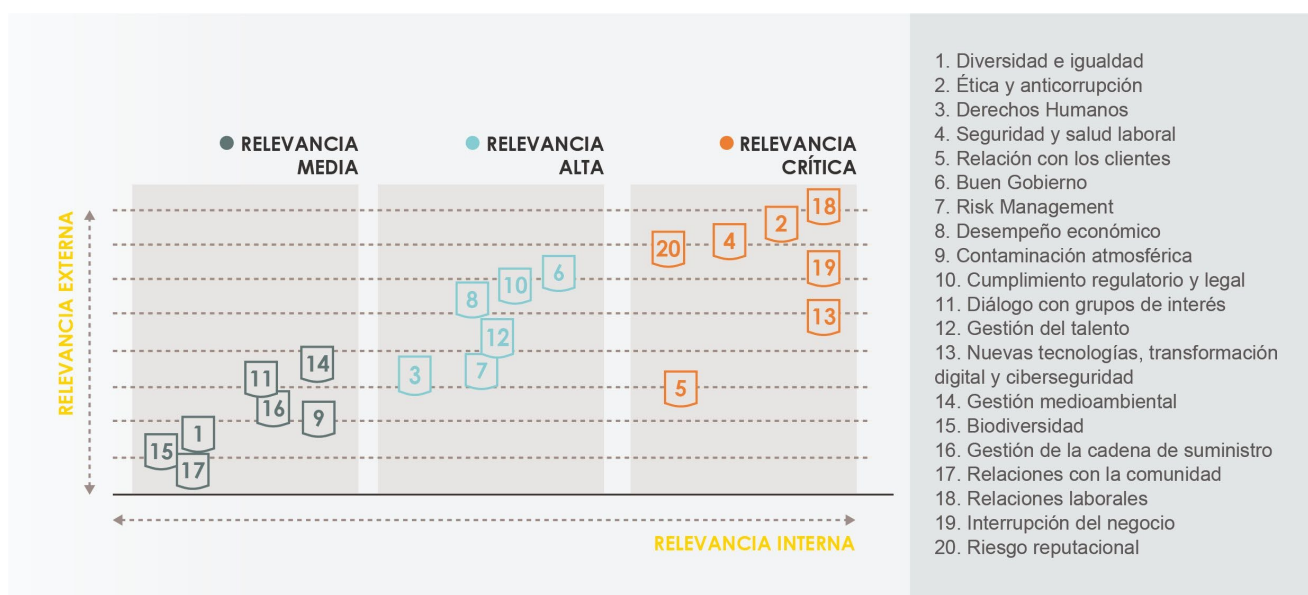 RELEVANCIA
MEDIA
RELEVANCIA
ALTA
RELEVANCIA
CRÍTICA
RELEVANCIA EXTERNA
18
2
4
20
19
6
10
8
13
12
14
11
3
7
5
16
9
1
15
17
RELEVANCIA INTERNA
1. Diversidad e igualdad
2. Ética y anticorrupción
3. Derechos Humanos
4. Seguridad y salud laboral
5. Relación con los clientes
6. Buen Gobierno
7. Risk Management
8. Desempeño económico
9. Contaminación atmosférica
10. Cumplimiento regulatorio y legal
11. Diálogo con grupos de interés
12. Gestión del talento
13. Nuevas tecnologías, transformación
digital y ciberseguridad
14. Gestión medioambiental
15. Biodiversidad
16. Gestión de la cadena de suministro
17. Relaciones con la comunidad
18. Relaciones laborales
19. Interrupción del negocio
20. Riesgo reputacional